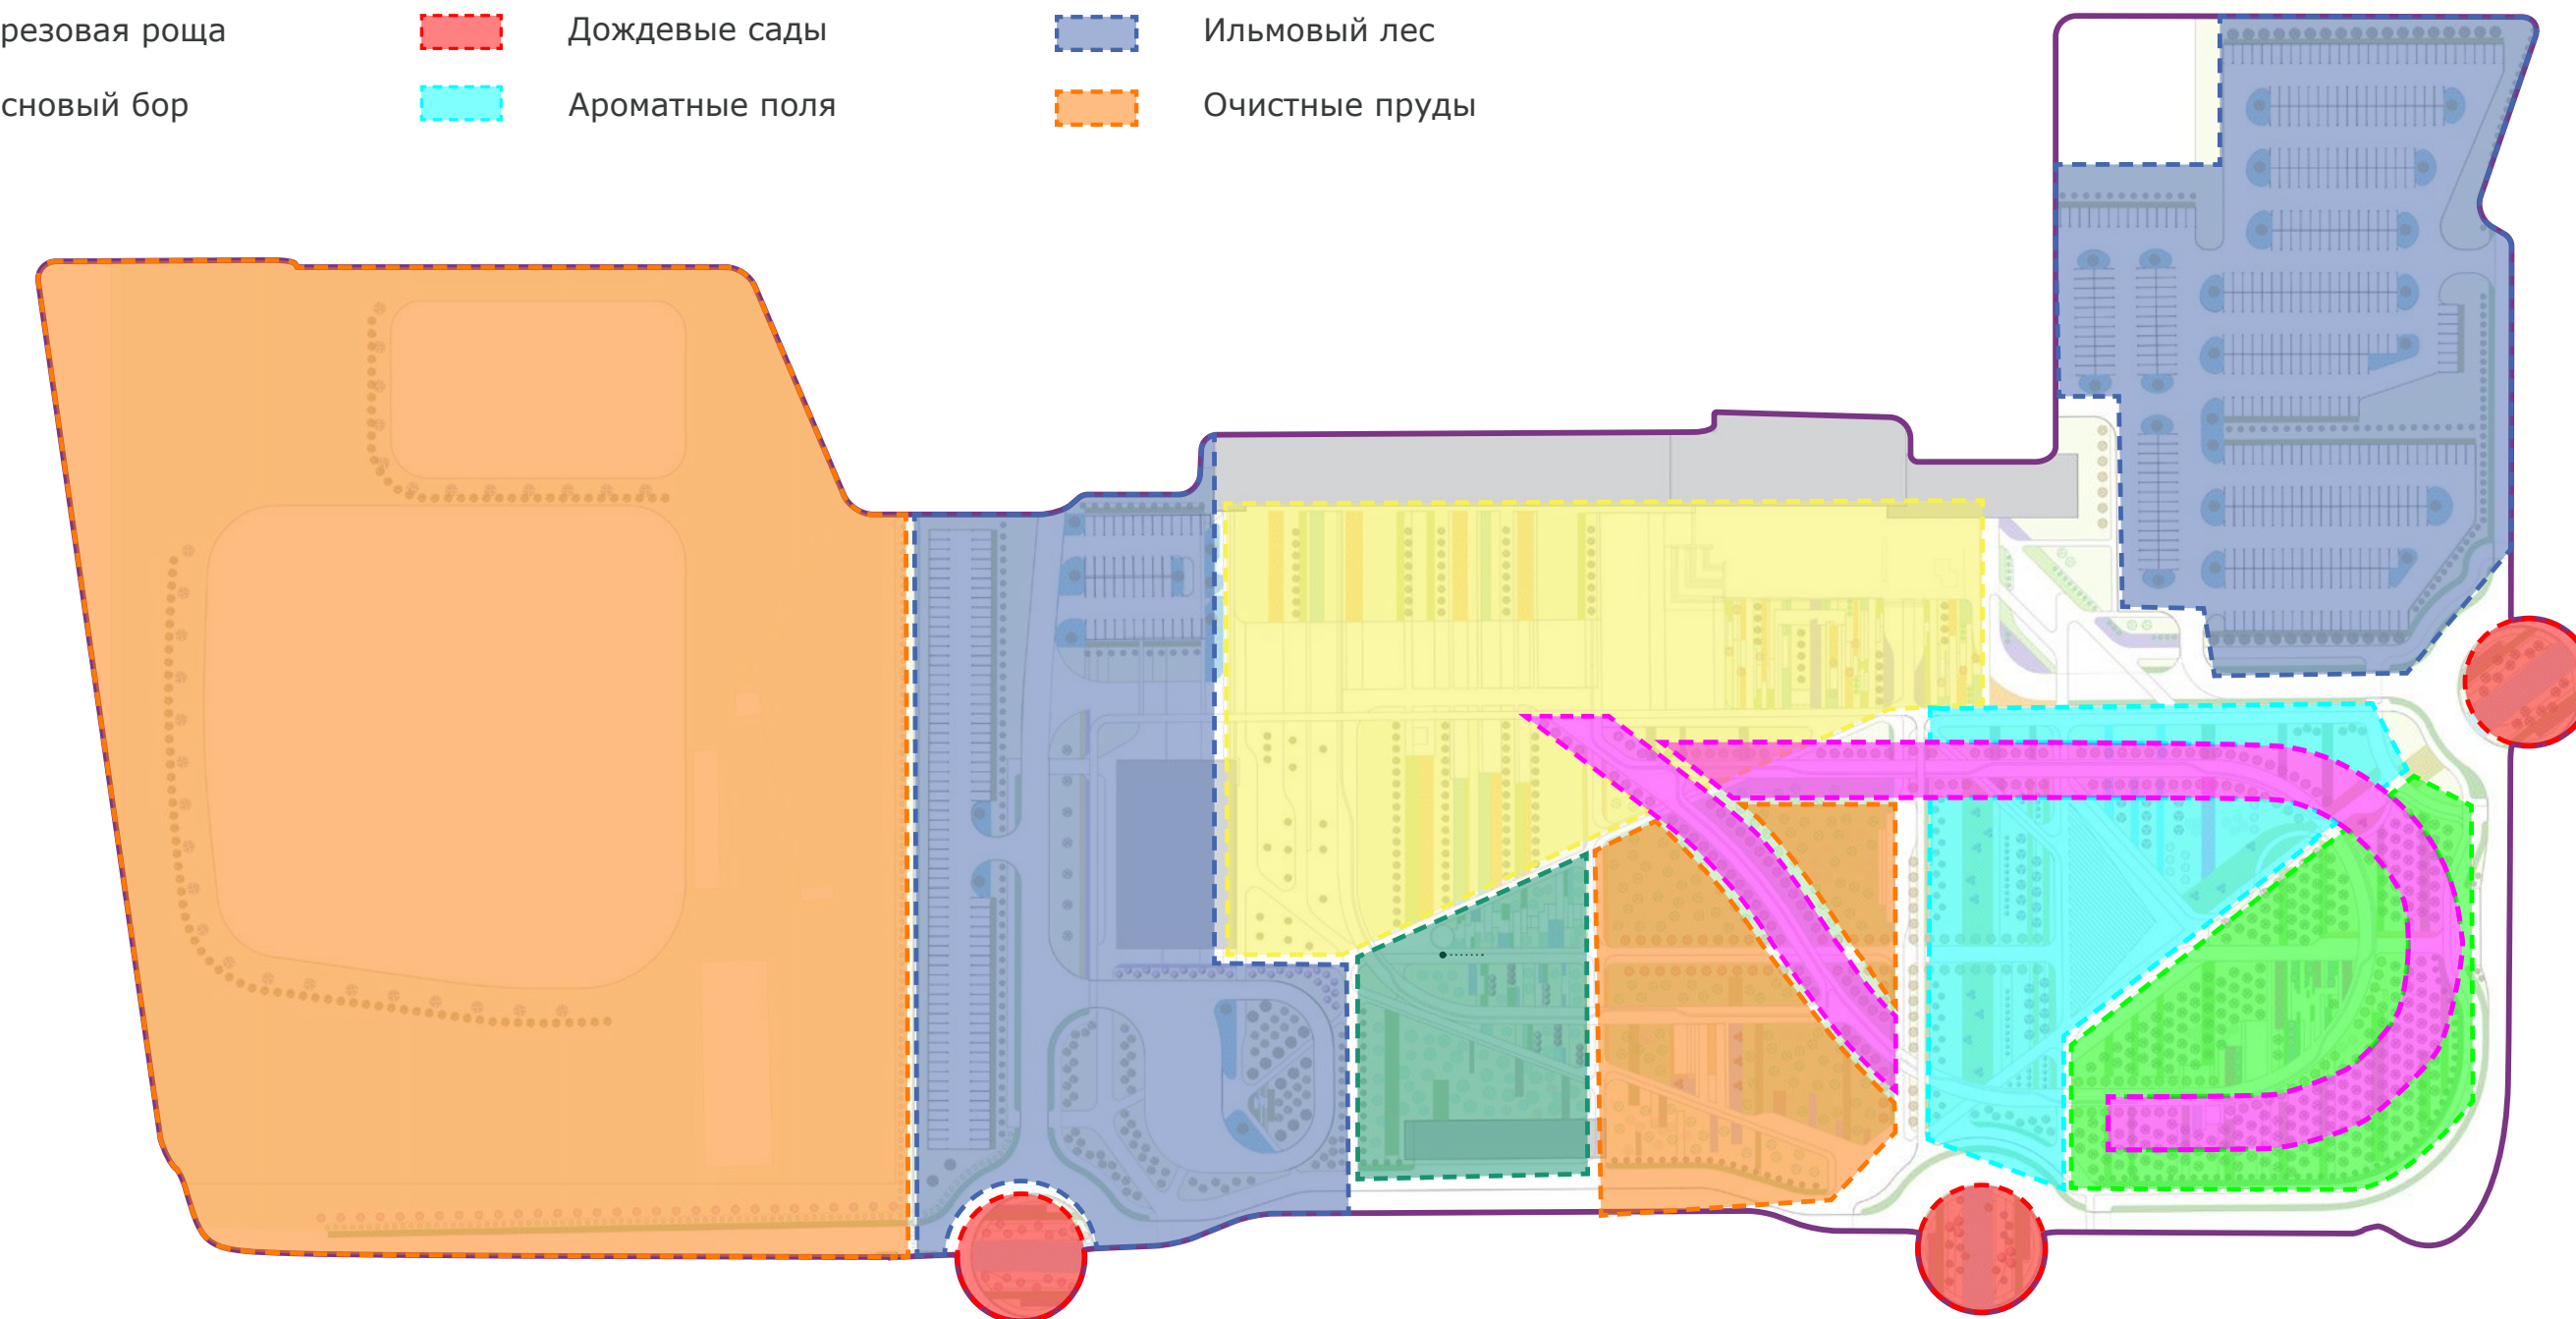 резовая роща
Дождевые сады
Ильмовый лес
сновый бор
Ароматные поля
Очистные пруды